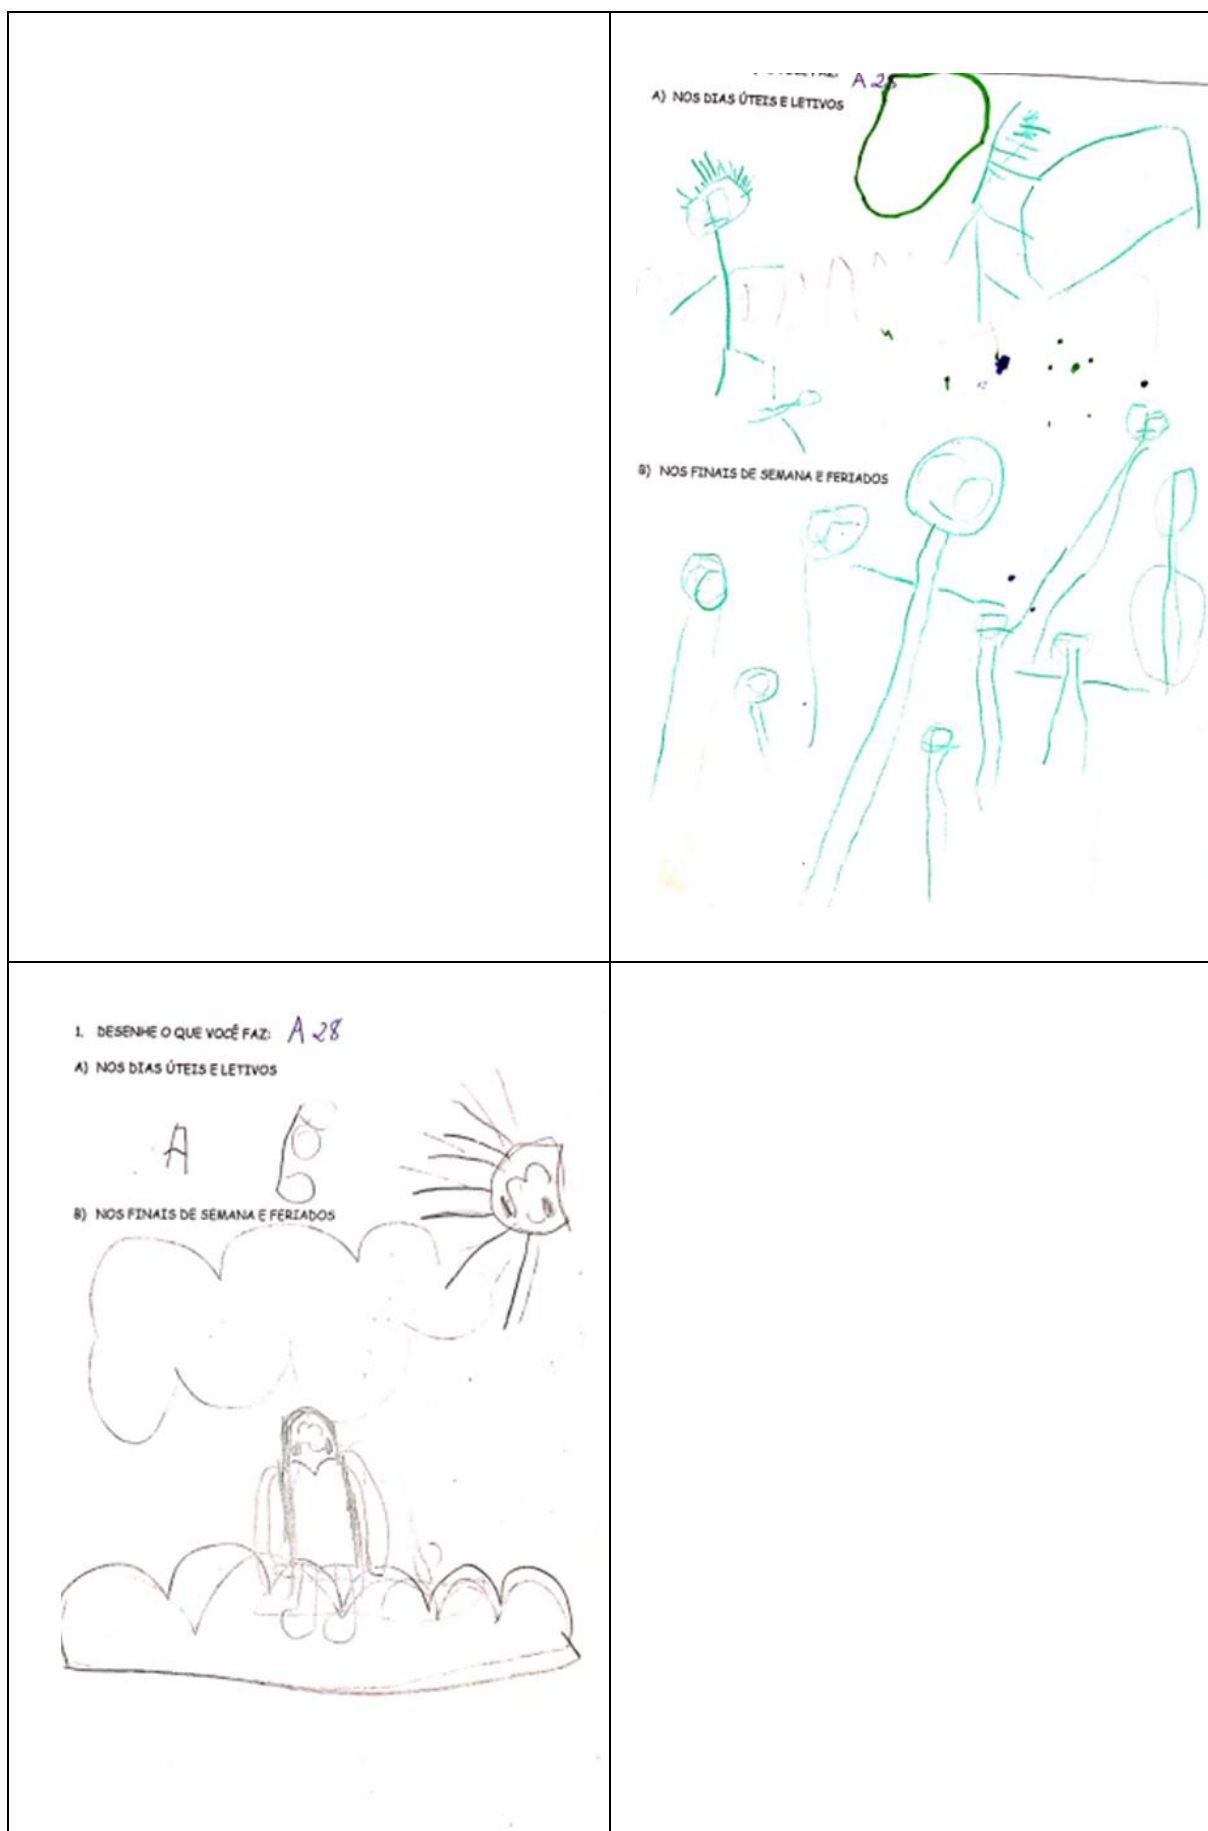 A 28
A) NOS DIAS ÚTEIS E LETIVOS
B) NOS FINAIS DE SEMANA E FERIADOS
1. DESENHE O QUE VOCÊ FAZ: A 28
A) NOS DIAS ÚTEIS E LETIVOS
A
B) NOS FINAIS DE SEMANA E FERIADOS